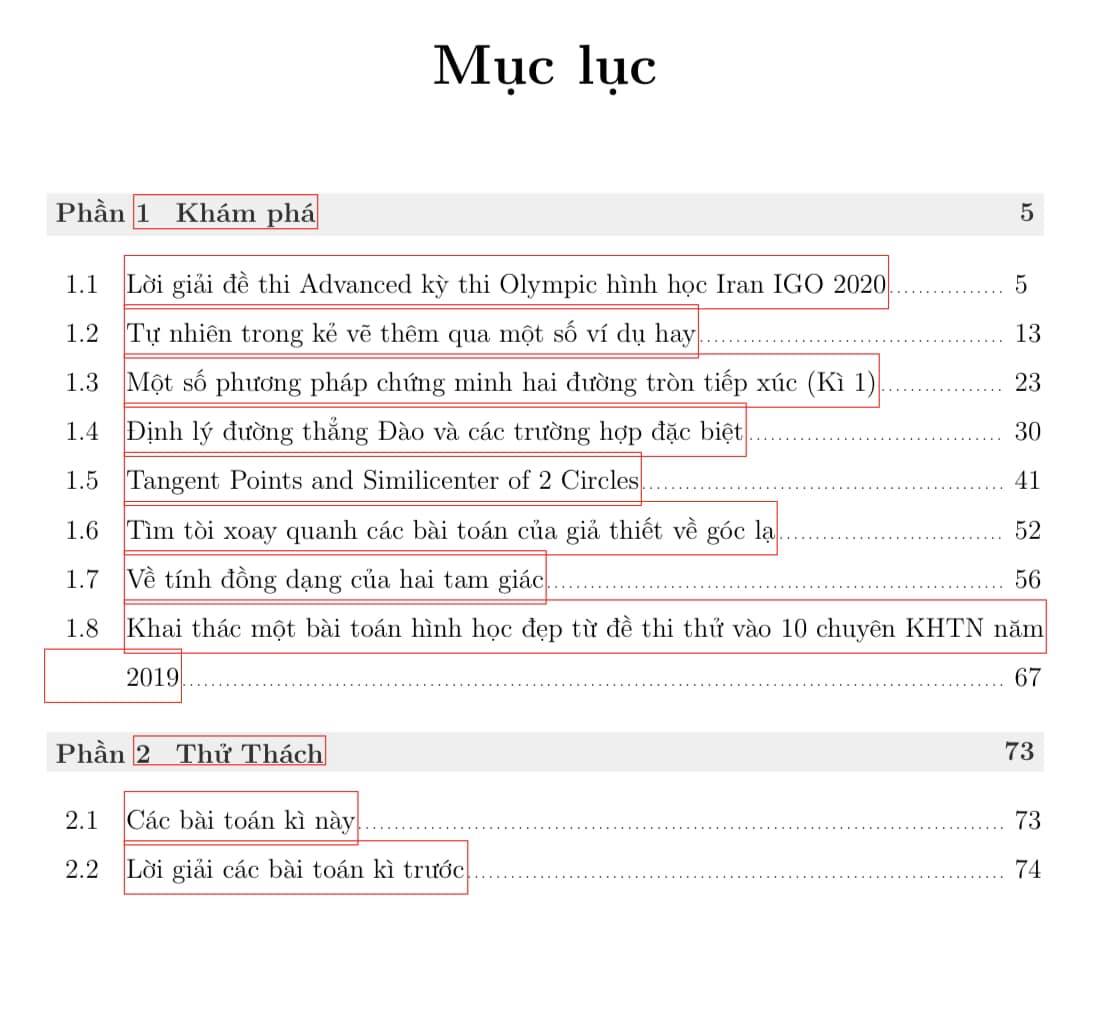 Mục lục
Phần 1 Khám phá 5
1.1 Lời giải đề thi Advanced kỳ thi Olympic hình học Iran IGO 2020 5
1.2 Tự nhiên trong kẻ vẽ thêm qua một số ví dụ hay 13
1.3 Một số phương pháp chứng minh hai đường tròn tiếp xúc (Kì 1) 23
1.4 Định lý đường thẳng Đào và các trường hợp đặc biệt 30
1.5 Tangent Points and Similicenter of 2 Circles 41
1.6 Tìm tòi xoay quanh các bài toán của giả thiết về góc lạ 52
1.7 Về tính đồng dạng của hai tam giác 56
1.8 Khai thác một bài toán hình học đẹp từ đề thi thử vào 10 chuyên KHTN năm
2019 67
Phần 2 Thử Thách 73
2.1 Các bài toán kì này 73
2.2 Lời giải các bài toán kì trước 74